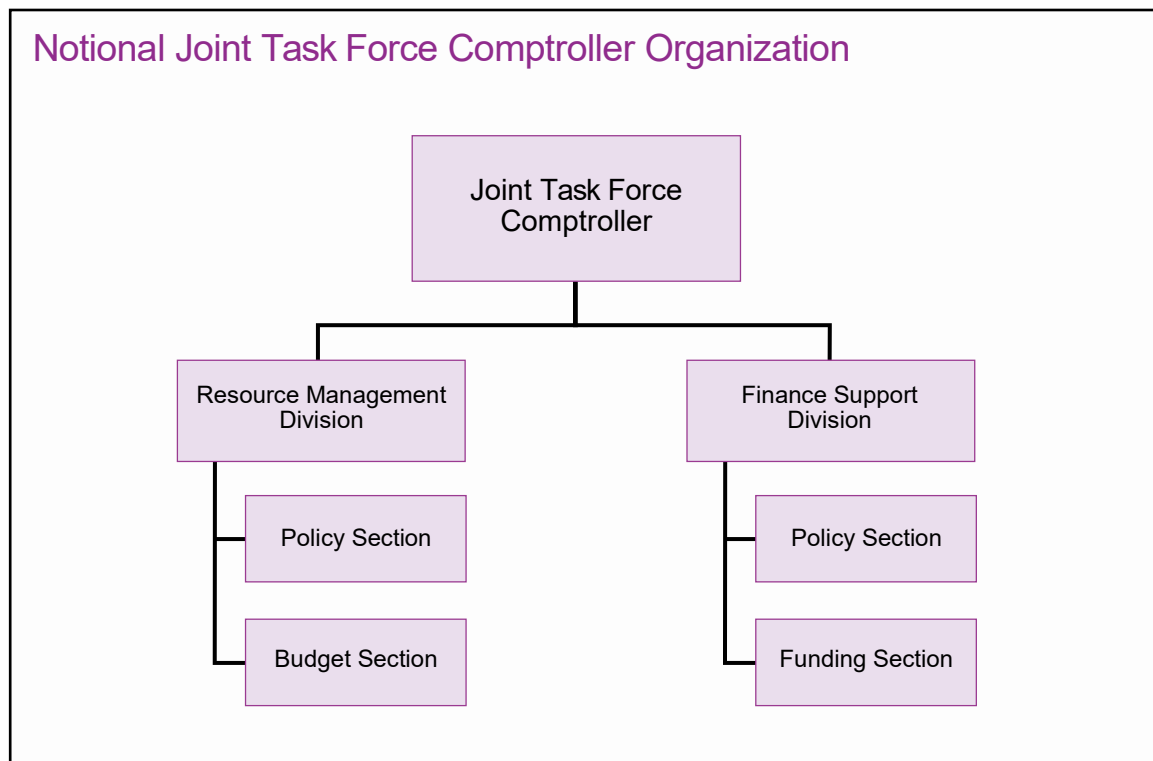 Notional Joint Task Force Comptroller Organization
Joint Task Force
Comptroller
Resource Management
Division
Finance Support
Division
Policy Section
Policy Section
Budget Section
Funding Section